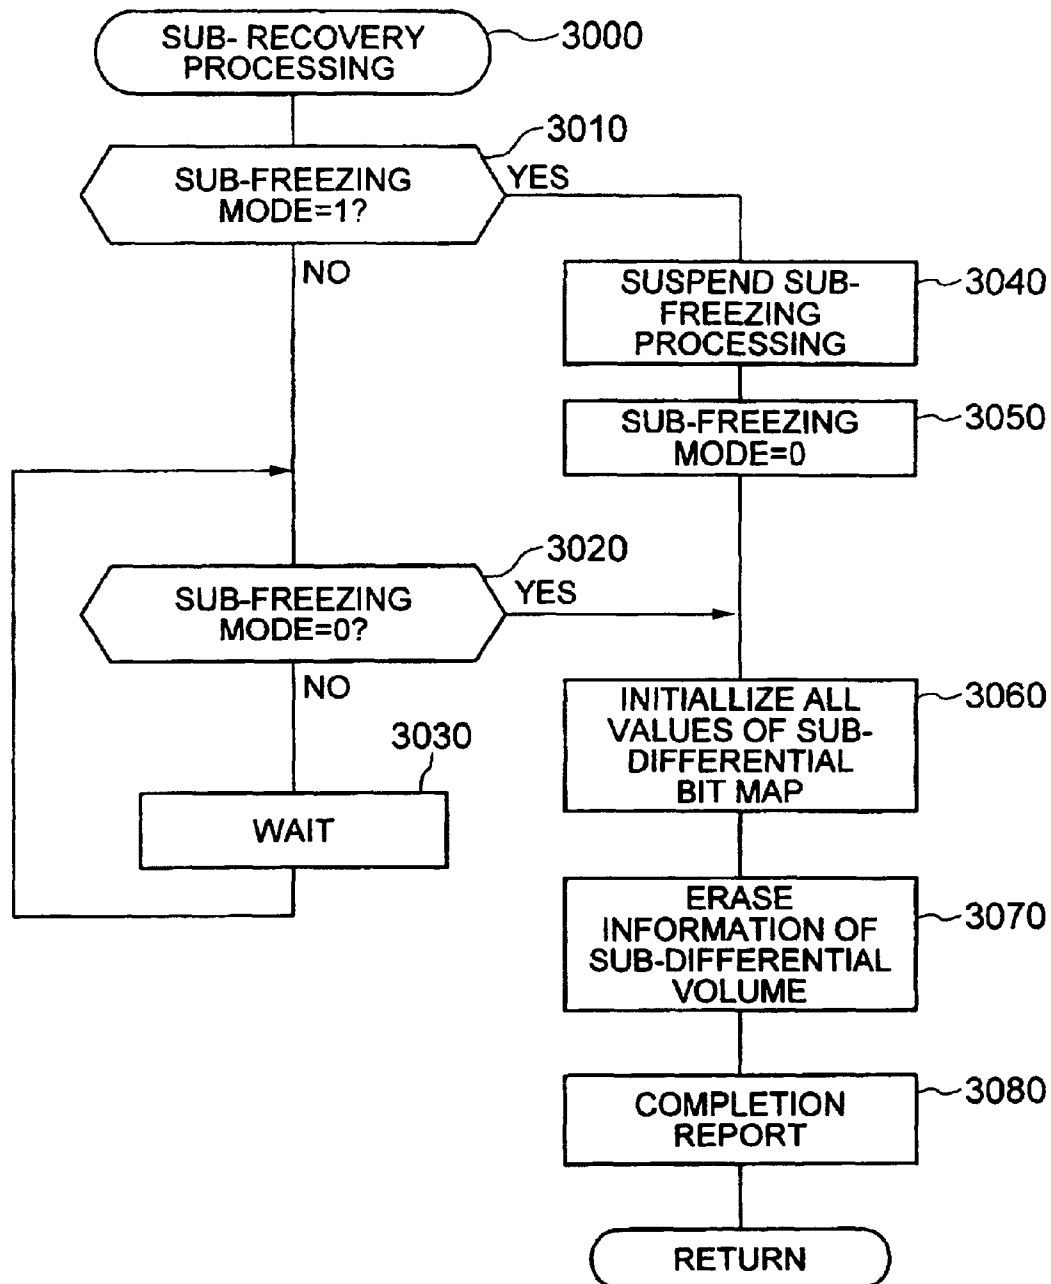 SUB- RECOVERY
PROCESSING
3000
3010
SUB-FREEZING
MODE=1?
YES
NO
SUSPEND SUB-
FREEZING
PROCESSING
3040
SUB-FREEZING
MODE=0
3050
3020
SUB-FREEZING
MODE=0?
YES
NO
3030
WAIT
INITIALLIZE ALL
VALUES OF SUB-
DIFFERENTIAL
BIT MAP
3060
ERASE
INFORMATION OF
SUB-DIFFERENTIAL
VOLUME
3070
COMPLETION
REPORT
3080
RETURN